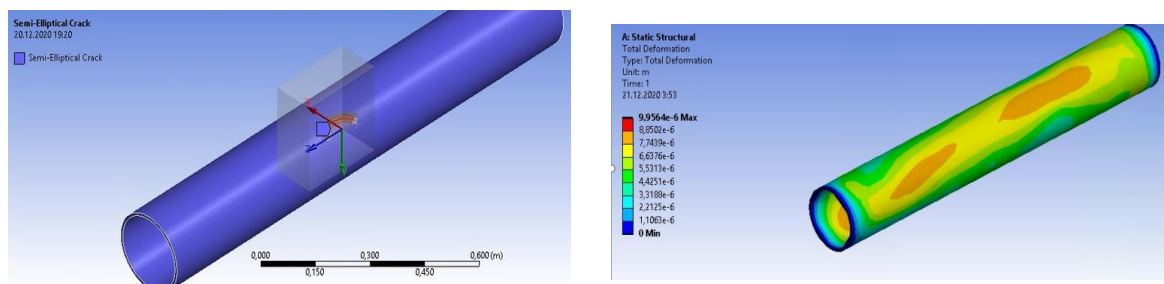 Semi-Elliptical Crack
20.12.2020 19:20
Semi-Elliptical Crack
0,000
0,300
0,600 (m)
0,150
0,450
A: Static Structural
Total Deformation
Type: Total Deformation
Unit: m
Time: 1
21.12.2020 3:53
9,9564e-6 Max
8,8502e-6
7,7439e-6
6,6376e-6
5,5313e-6
4,4251e-6
3,3188e-6
2,2125e-6
1,1063e-6
0 Min